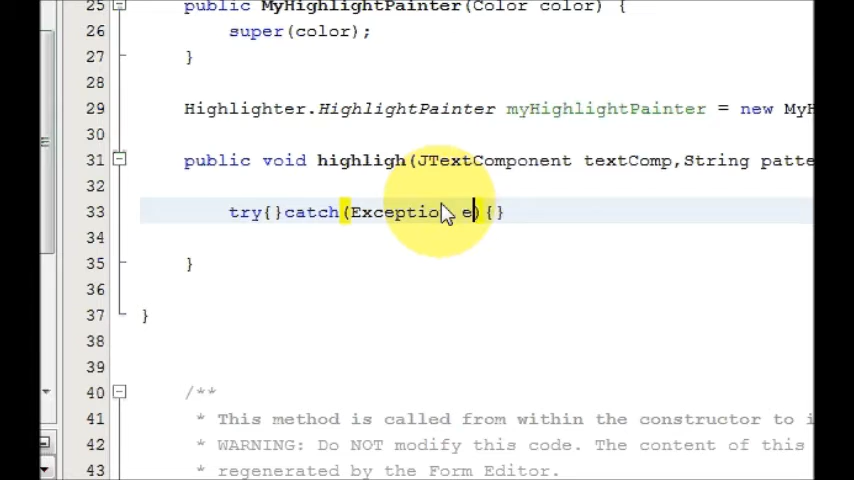 25 public MyHighlightPainter(Color color) {
26 super(color);
27 }
28
29 Highlighter.HighlightPainter myHighlightPainter = new MyH
30
31 public void highligh(JTextComponent textComp,String patte
32
33 try{}catch(Exception e){}
34
35 }
36
37 }
38
39
40 /**
41 * This method is called from within the constructor to i
42 * WARNING: Do NOT modify this code. The content of this
43 * regenerated by the Form Editor.